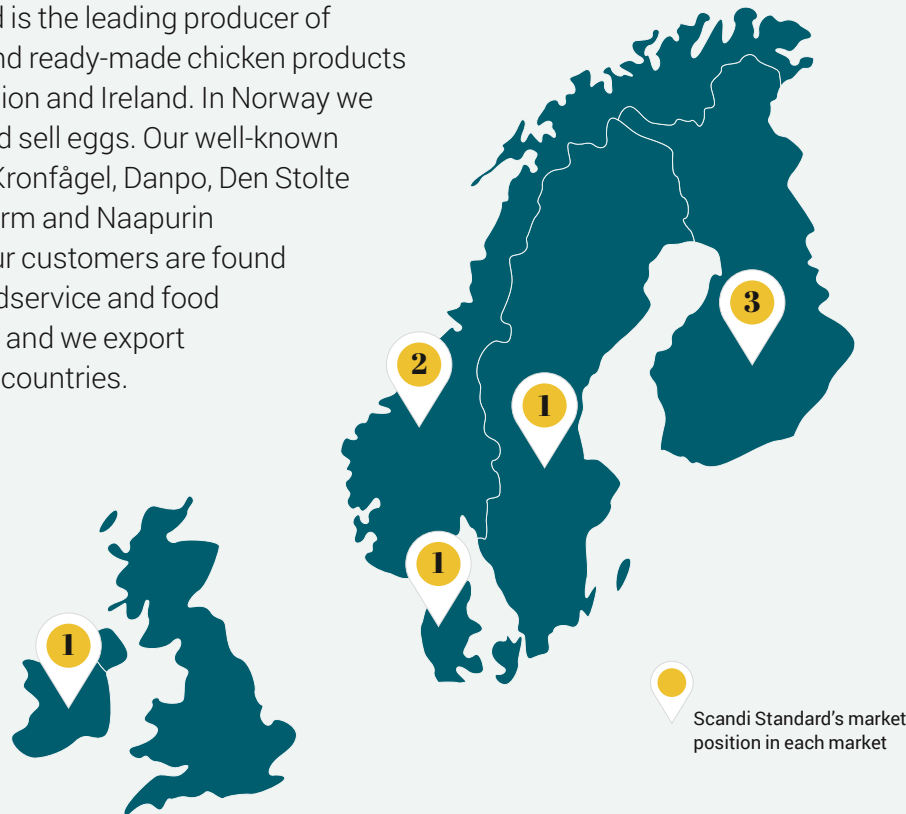 is the leading producer of
nd ready-made chicken products
ion and Ireland. In Norway we
d sell eggs. Our well-known
Kronfågel, Danpo, Den Stolte
rm and Naapurin
ur customers are found
dservice and food
and we export
countries.
3
2
1
1
1
Scandi Standard’s market
position in each market